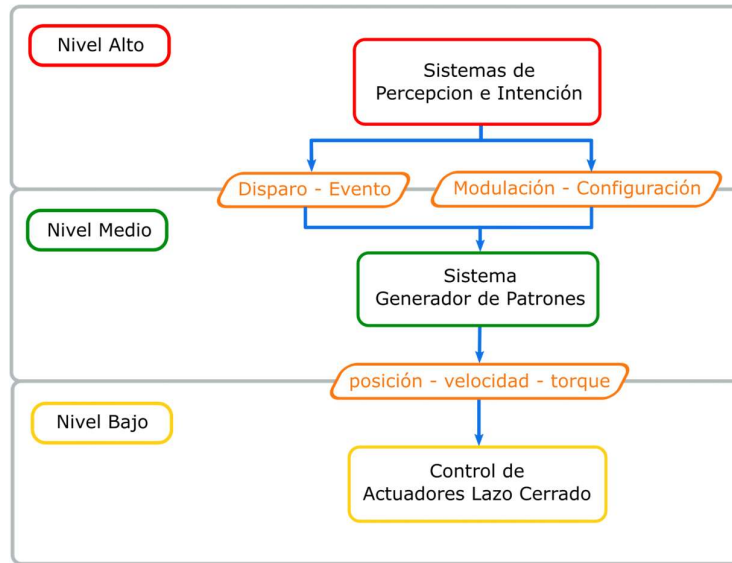 Nivel Alto
Sistemas de
Percepcion e Intención
Disparo - Evento
Modulación - Configuración
Nivel Medio
Sistema
Generador de Patrones
posición - velocidad - torque
Nivel Bajo
Control de
Actuadores Lazo Cerrado